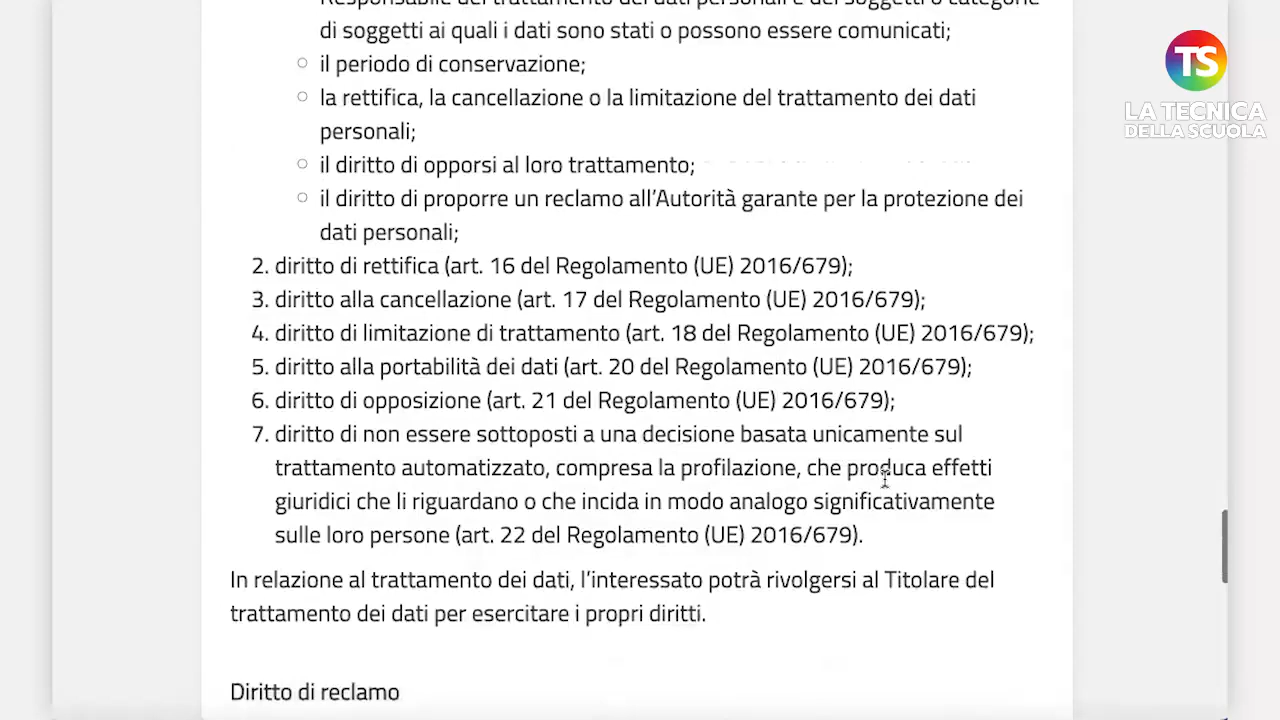 Responsabile del trattamento dei dati personali e dei soggetti o categorie
di soggetti ai quali i dati sono stati o possono essere comunicati;
il periodo di conservazione;
la rettifica, la cancellazione o la limitazione del trattamento dei dati
personali;
il diritto di opporsi al loro trattamento;
il diritto di proporre un reclamo all’Autorità garante per la protezione dei
dati personali;
2. diritto di rettifica (art. 16 del Regolamento (UE) 2016/679);
3. diritto alla cancellazione (art. 17 del Regolamento (UE) 2016/679);
4. diritto di limitazione di trattamento (art. 18 del Regolamento (UE) 2016/679);
5. diritto alla portabilità dei dati (art. 20 del Regolamento (UE) 2016/679);
6. diritto di opposizione (art. 21 del Regolamento (UE) 2016/679);
7. diritto di non essere sottoposti a una decisione basata unicamente sul
trattamento automatizzato, compresa la profilazione, che produca effetti
giuridici che li riguardano o che incida in modo analogo significativamente
sulle loro persone (art. 22 del Regolamento (UE) 2016/679).
In relazione al trattamento dei dati, l’interessato potrà rivolgersi al Titolare del
trattamento dei dati per esercitare i propri diritti.
Diritto di reclamo
TS
LA TECNICA
DELLA SCUOLA